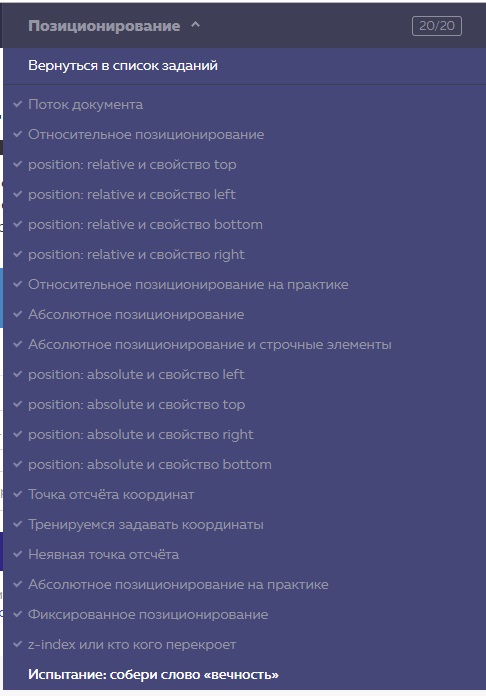 Позиционирование
20/20
Вернуться в список заданий
Поток документа
Относительное позиционирование
position: relative и свойство top
position: relative и свойство left
position: relative и свойство bottom
position: relative и свойство right
Относительное позиционирование на практике
Абсолютное позиционирование
Абсолютное позиционирование и строчные элементы
position: absolute и свойство left
position: absolute и свойство top
position: absolute и свойство right
position: absolute и свойство bottom
Точка отсчёта координат
Тренируемся задавать координаты
Неявная точка отсчёта
Абсолютное позиционирование на практике
Фиксированное позиционирование
z-index или кто кого перекроет
Испытание: собери слово «вечность»